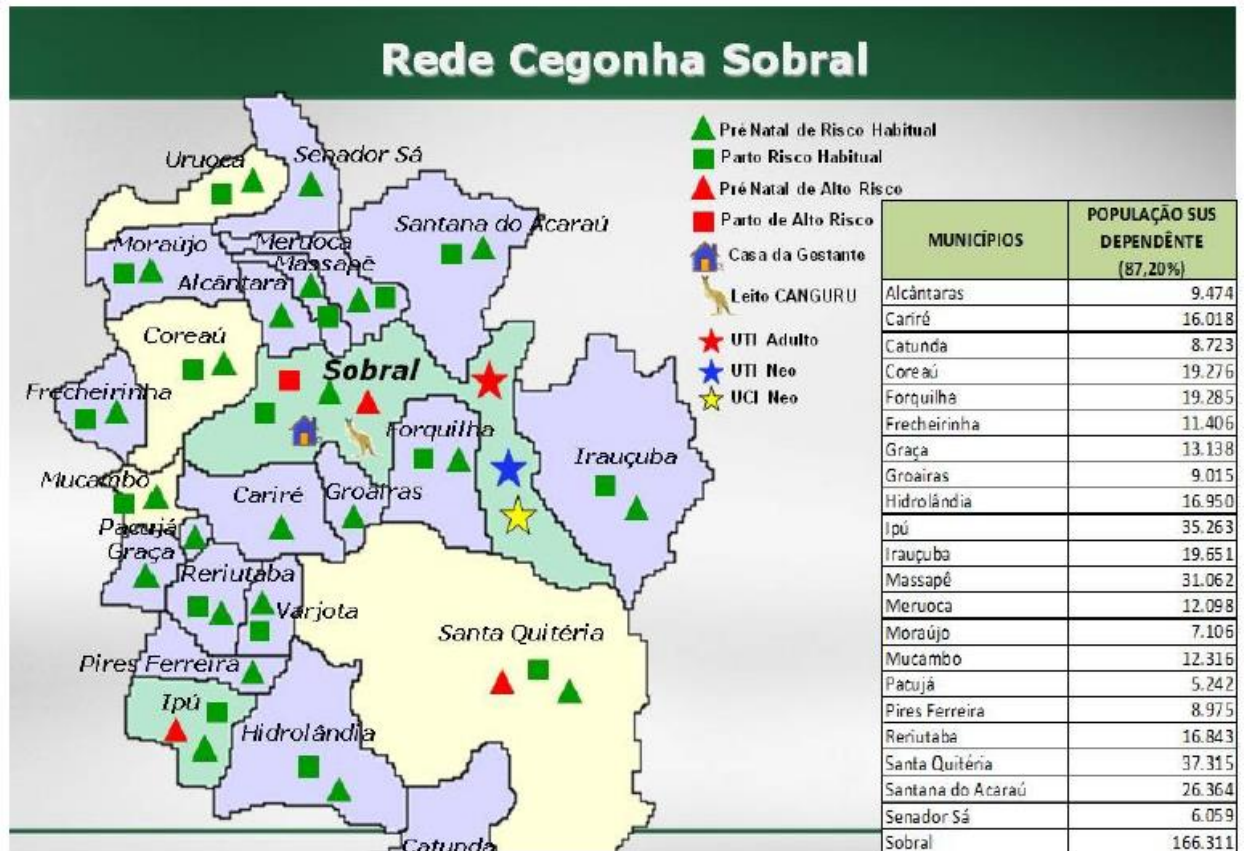 Rede Cegonha Sobral
Pré Natal de Risco Habitual
Parto Risco Habitual
Pré Natal de Alto Risco
Parto de Alto Risco
Casa da Gestante
Leito CANGURU
UTI Adulto
UTI Neo
UCI Neo
Uruoca
Senador Sá
Santana do Acaraú
Moraújo
Meruoca
Massapê
Alcântara
Coreaú
Sobral
Frecheirinha
Forquilha
Irauçuba
Mucambo
Cariré
Groairas
Pacujá
Graça
Reriutaba
Varjota
Santa Quitéria
Pires Ferreira
Ipú
Hidrolândia
Catunda
MUNICÍPIOS POPULAÇÃO SUS
DEPENDÊNTE
(87,20%)
Alcântaras 9.474
Cariré 16.018
Catunda 8.723
Coreaú 19.276
Forquilha 19.285
Frecheirinha 11.406
Graça 13.138
Groairas 9.015
Hidrolândia 16.950
Ipú 35.263
Irauçuba 19.651
Massapê 31.062
Meruoca 12.098
Moraújo 7.106
Mucambo 12.316
Pacujá 5.242
Pires Ferreira 8.975
Reriutaba 16.843
Santa Quitéria 37.315
Santana do Acaraú 26.364
Senador Sá 6.059
Sobral 166.311